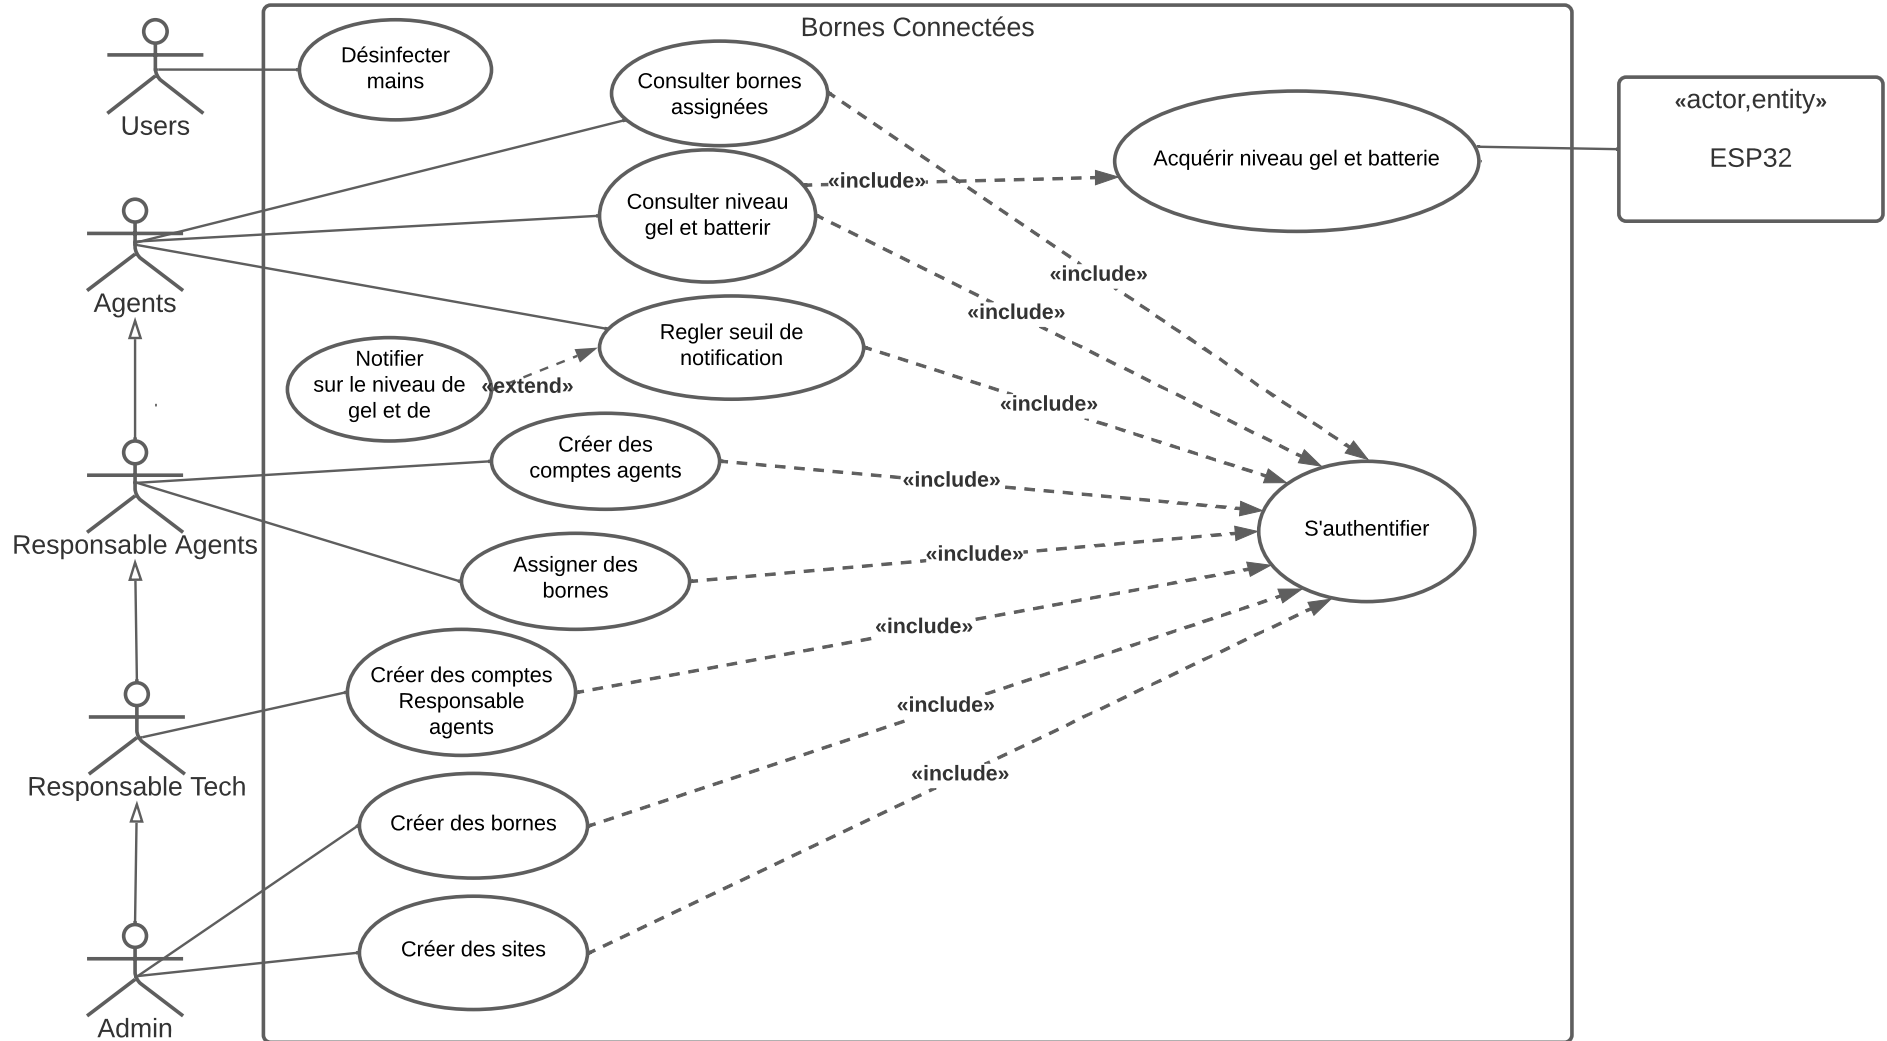 Bornes Connectées
Users
Désinfecter
mains
Consulter bornes
assignées
«actor,entity»
ESP32
Acquérir niveau gel et batterie
«include»
Agents
Consulter niveau
gel et batterir
«include»
«include»
Regler seuil de
notification
Notifier
sur le niveau de
gel et de
«extend»
«include»
Responsable Agents
Créer des
comptes agents
«include»
S'authentifier
Assigner des
bornes
«include»
Responsable Tech
Créer des comptes
Responsable
agents
«include»
Créer des bornes
«include»
Admin
Créer des sites
«include»